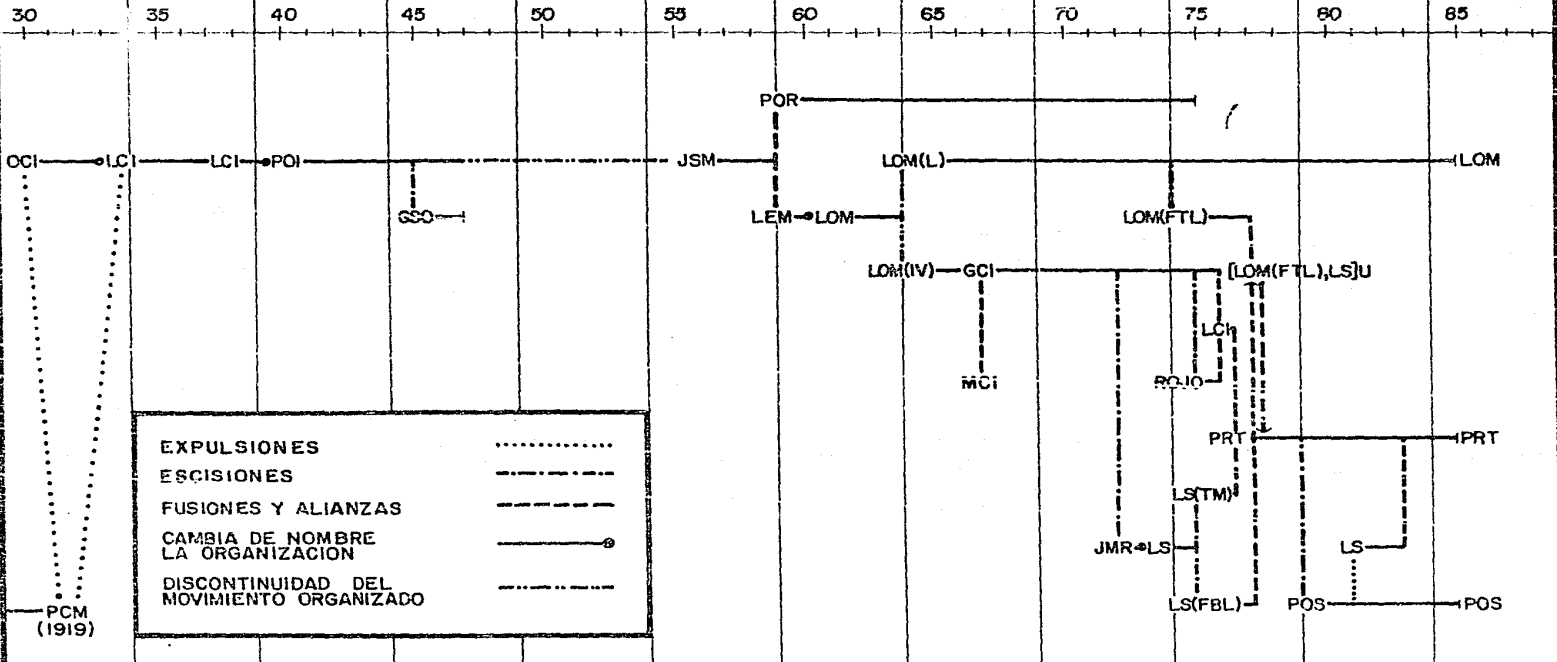 30 35 40 45 50 55 60 65 70 75 80 85
POR
OCI LCI LCI POI JSM LOM(L) LOM
GSO LEM LOM LOM(FTL)
LOM(IV) GCI [LOM(FTL),LS]U
LCI
MCI ROJO
PRT PRT
LS(TM)
JMR LS LS
PCM LS(FBL) POS POS
(1919)
EXPULSIONES
ESCISIONES
FUSIONES Y ALIANZAS
CAMBIA DE NOMBRE
LA ORGANIZACION
DISCONTINUIDAD DEL
MOVIMIENTO ORGANIZADO